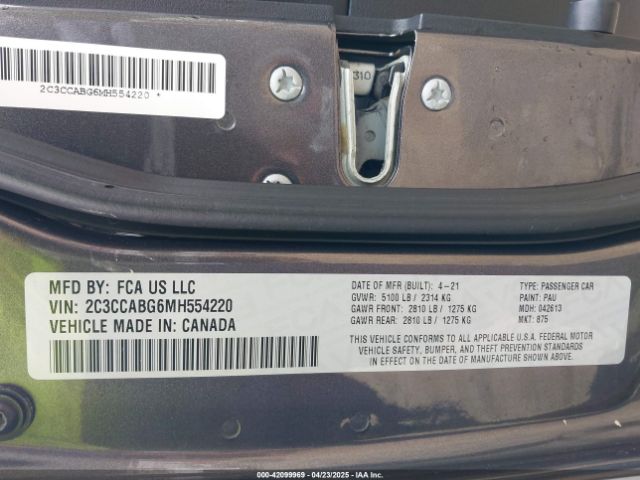 2C3CCABG6MH554220 *
310
MFD BY: FCA US LLC
VIN: 2C3CCABG6MH554220
VEHICLE MADE IN: CANADA
DATE OF MFR (BUILT): 4-21
GVWR: 5100 LB / 2314 KG
GAWR FRONT: 2810 LB / 1275 KG
GAWR REAR: 2810 LB / 1275 KG
TYPE: PASSENGER CAR
PAINT: PAU
MDH: 042613
MKT: 875
THIS VEHICLE CONFORMS TO ALL APPLICABLE U.S.A. FEDERAL MOTOR
VEHICLE SAFETY, BUMPER, AND THEFT PREVENTION STANDARDS
IN EFFECT ON THE DATE OF MANUFACTURE SHOWN ABOVE.
000-42099969 - 04/23/2025 - IAA Corp.